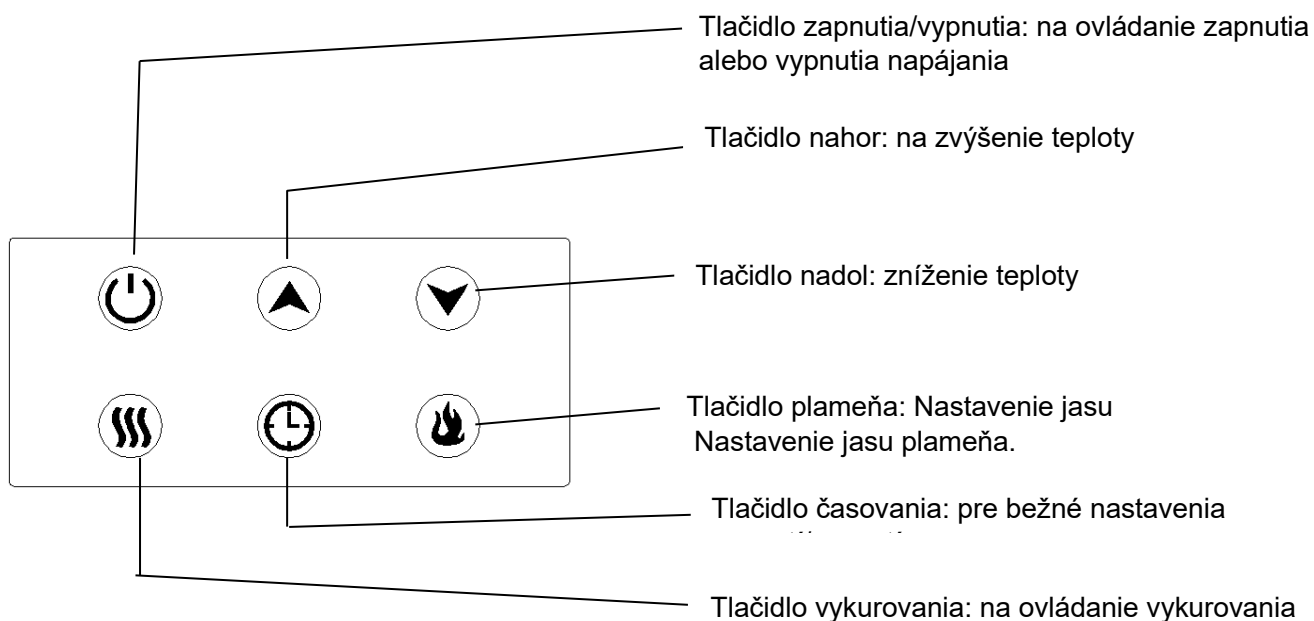 Tlačidlo zapnutia/vypnutia: na ovládanie zapnutia
alebo vypnutia napájania
Tlačidlo nahor: na zvýšenie teploty
Tlačidlo nadol: zníženie teploty
Tlačidlo plameňa: Nastavenie jasu
Nastavenie jasu plameňa.
Tlačidlo časovania: pre bežné nastavenia
Tlačidlo vykurovania: na ovládanie vykurovania